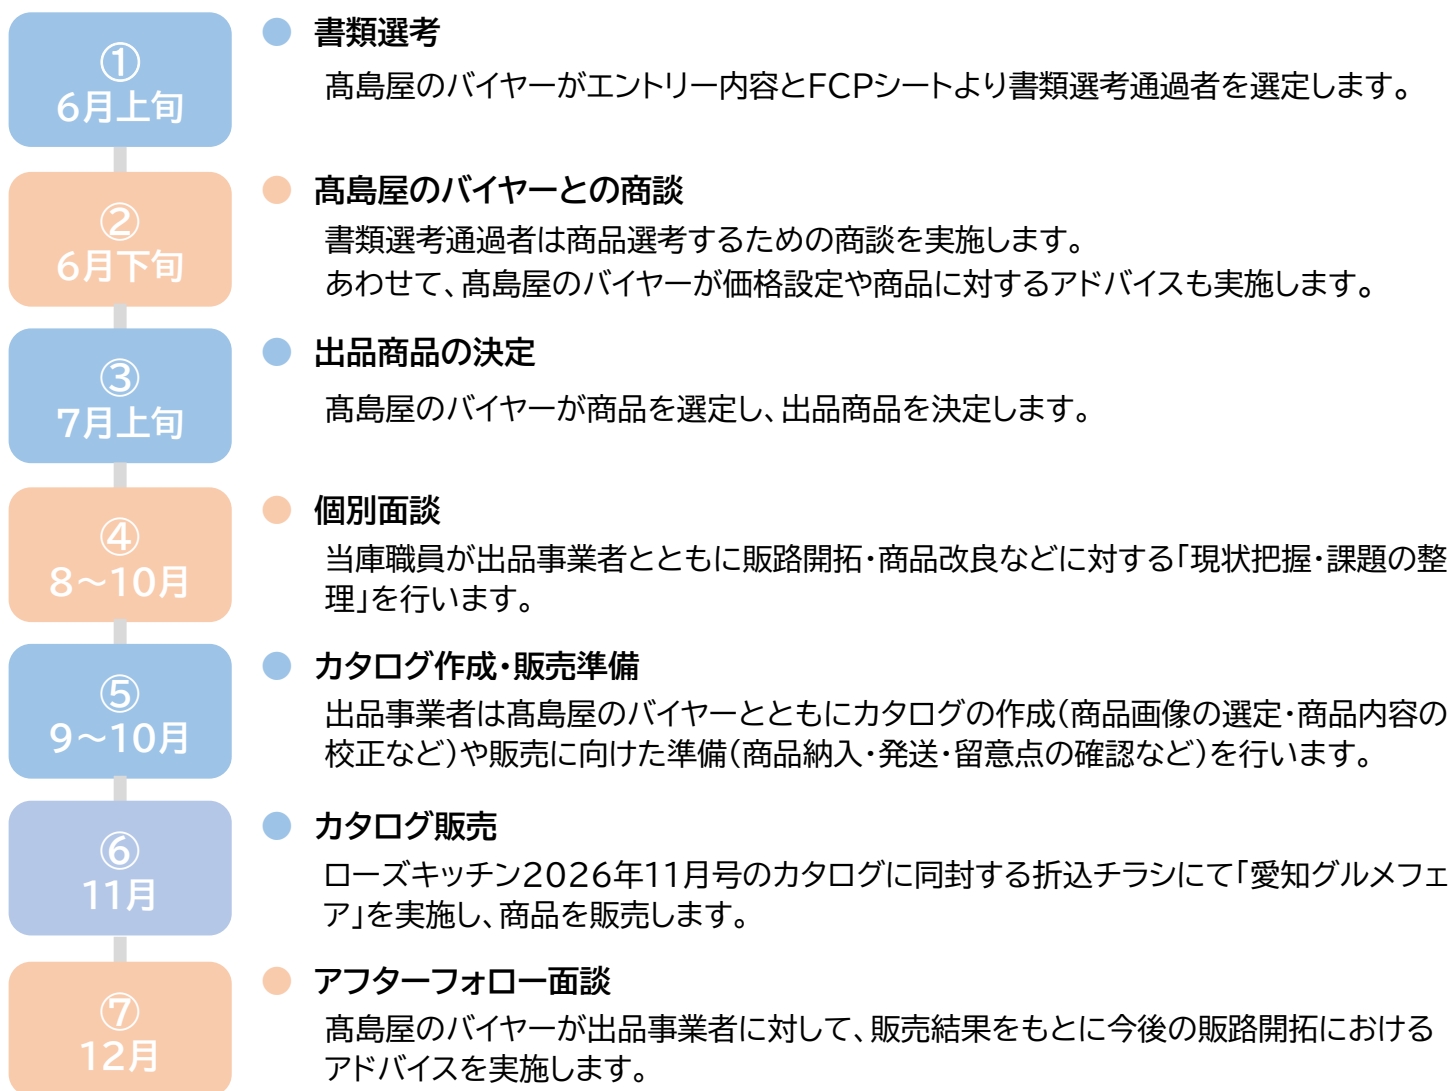 ①
6月上旬
書類選考
髙島屋のバイヤーがエントリー内容とFCPシートより書類選考通過者を選定します。
②
6月下旬
髙島屋のバイヤーとの商談
書類選考通過者は商品選考するための商談を実施します。
あわせて、髙島屋のバイヤーが価格設定や商品に対するアドバイスも実施します。
③
7月上旬
出品商品の決定
髙島屋のバイヤーが商品を選定し、出品商品を決定します。
④
8～10月
個別面談
当庫職員が出品事業者とともに販路開拓・商品改良などに対する「現状把握・課題の整
理」を行います。
⑤
9～10月
カタログ作成・販売準備
出品事業者は髙島屋のバイヤーとともにカタログの作成（商品画像の選定・商品内容の
校正など）や販売に向けた準備（商品納入・発送・留意点の確認など）を行います。
⑥
11月
カタログ販売
ローズキッチン2026年11月号のカタログに同封する折込チラシにて「愛知グルメフェ
ア」を実施し、商品を販売します。
⑦
12月
アフターフォロー面談
髙島屋のバイヤーが出品事業者に対して、販売結果をもとに今後の販路開拓における
アドバイスを実施します。